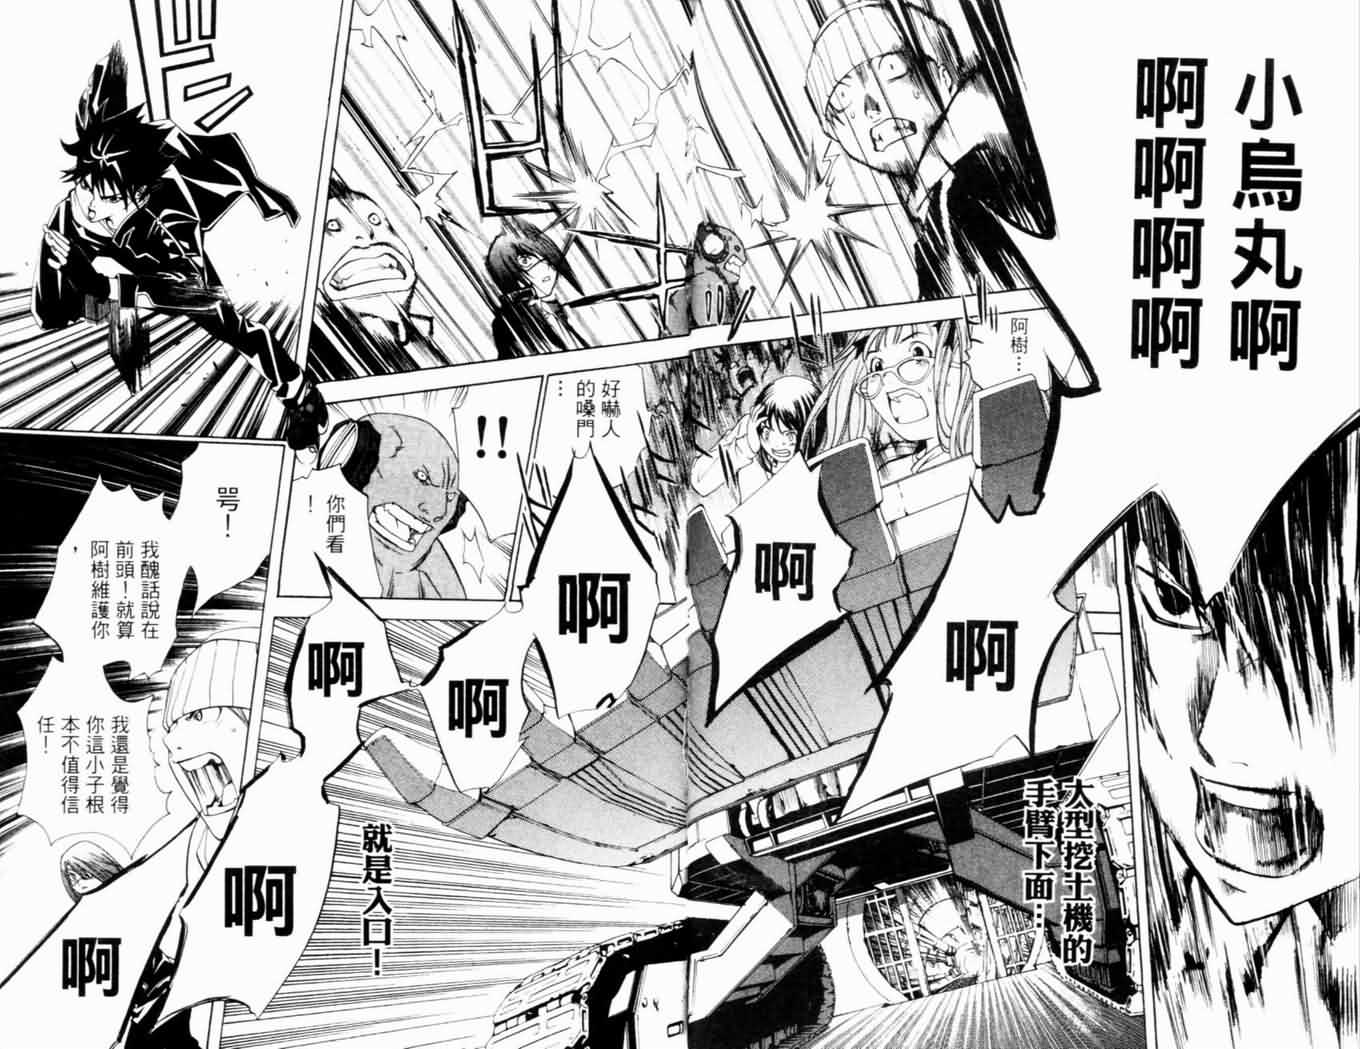 小烏丸啊
啊啊啊啊
阿樹…
好嚇人
的嗓門
…
!!
你們看
！
啊
啊
啊
啊
啊
啊
啊
大型挖土機的
手臂下面…
就是入口！
咢！
我醜話說在
前頭！就算
阿樹維護你
，
我還是覺得
你這小子根
本不值得信
任！